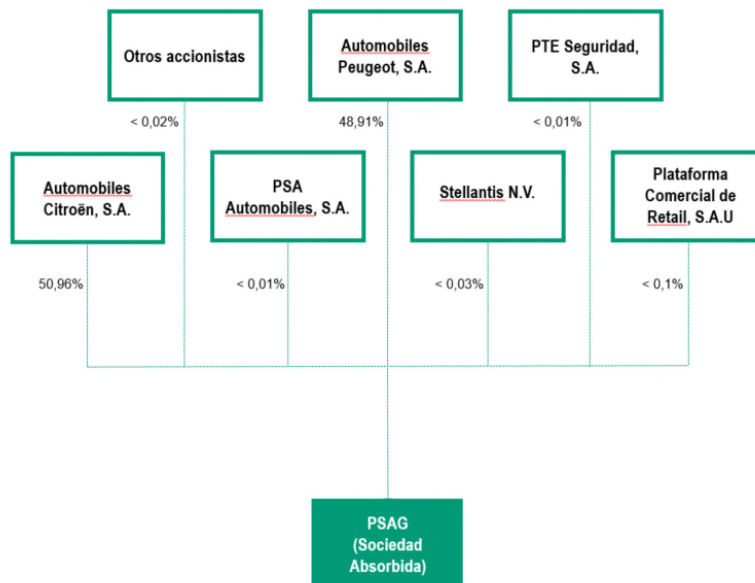 Otros accionistas
Automobiles
Peugeot, S.A.
PTE Seguridad,
S.A.
< 0,02%
48,91%
< 0,01%
Automobiles
Citroën, S.A.
PSA
Automobiles, S.A.
Stellantis N.V.
Plataforma
Comercial de
Retail, S.A.U
50,96%
< 0,01%
< 0,03%
< 0,1%
PSAG
(Sociedad
Absorbida)